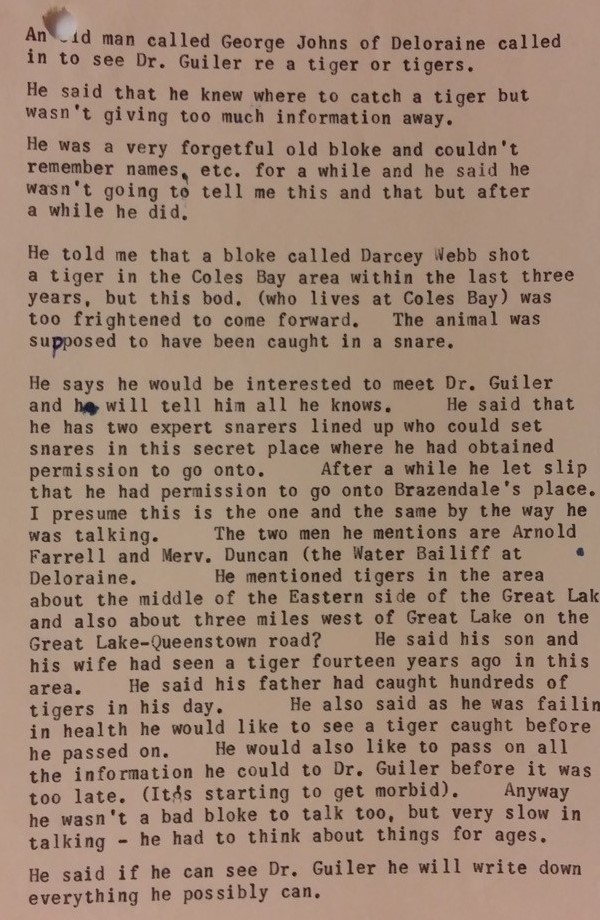 An old man called George Johns of Deloraine called
in to see Dr. Guiler re a tiger or tigers.
He said that he knew where to catch a tiger but
wasn't giving too much information away.
He was a very forgetful old bloke and couldn't
remember names, etc. for a while and he said he
wasn't going to tell me this and that but after
a while he did.
He told me that a bloke called Darcey Webb shot
a tiger in the Coles Bay area within the last three
years, but this bod. (who lives at Coles Bay) was
too frightened to come forward. The animal was
supposed to have been caught in a snare.
He says he would be interested to meet Dr. Guiler
and he will tell him all he knows. He said that
he has two expert snarers lined up who could set
snares in this secret place where he had obtained
permission to go onto. After a while he let slip
that he had permission to go onto Brazendale's place.
I presume this is the one and the same by the way he
was talking. The two men he mentions are Arnold
Farrell and Merv. Duncan (the Water Bailiff at
Deloraine. He mentioned tigers in the area
about the middle of the Eastern side of the Great Lak
and also about three miles west of Great Lake on the
Great Lake-Queenstown road? He said his son and
his wife had seen a tiger fourteen years ago in this
area. He said his father had caught hundreds of
tigers in his day. He also said as he was failin
in health he would like to see a tiger caught before
he passed on. He would also like to pass on all
the information he could to Dr. Guiler before it was
too late. (It's starting to get morbid). Anyway
he wasn't a bad bloke to talk too, but very slow in
talking - he had to think about things for ages.
He said if he can see Dr. Guiler he will write down
everything he possibly can.